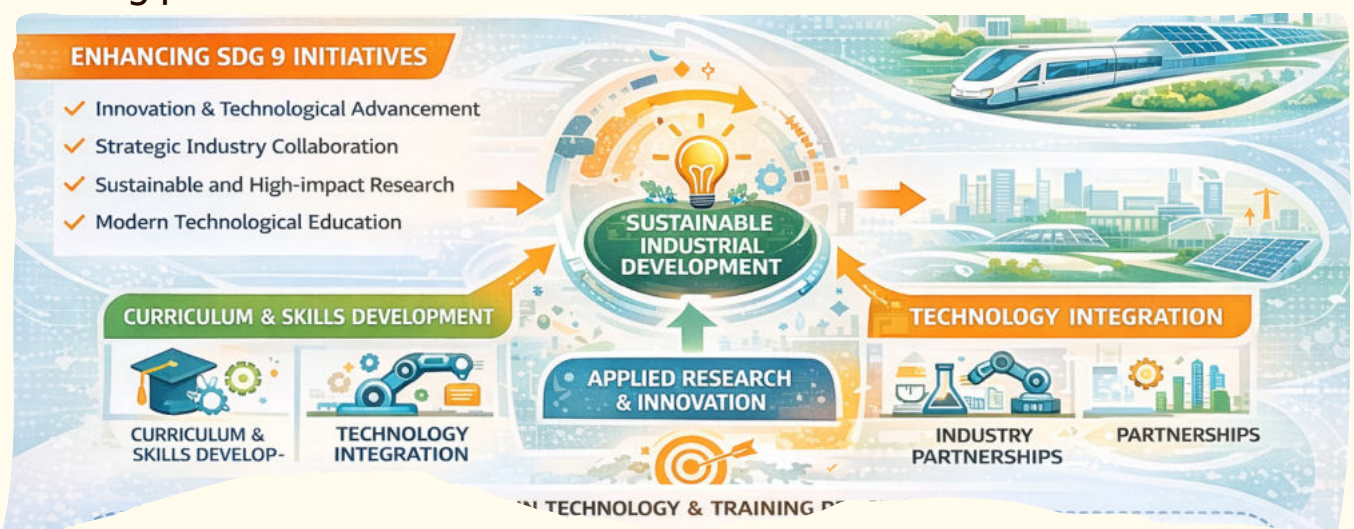 ENHANCING SDG 9 INITIATIVES
Innovation & Technological Advancement
Strategic Industry Collaboration
Sustainable and High-impact Research
Modern Technological Education
SUSTAINABLE
INDUSTRIAL
DEVELOPMENT
CURRICULUM & SKILLS DEVELOPMENT
TECHNOLOGY INTEGRATION
APPLIED RESEARCH
& INNOVATION
CURRICULUM &
SKILLS DEVELOP-
TECHNOLOGY
INTEGRATION
INDUSTRY
PARTNERSHIPS
PARTNERSHIPS
TECHNOLOGY & TRAINING